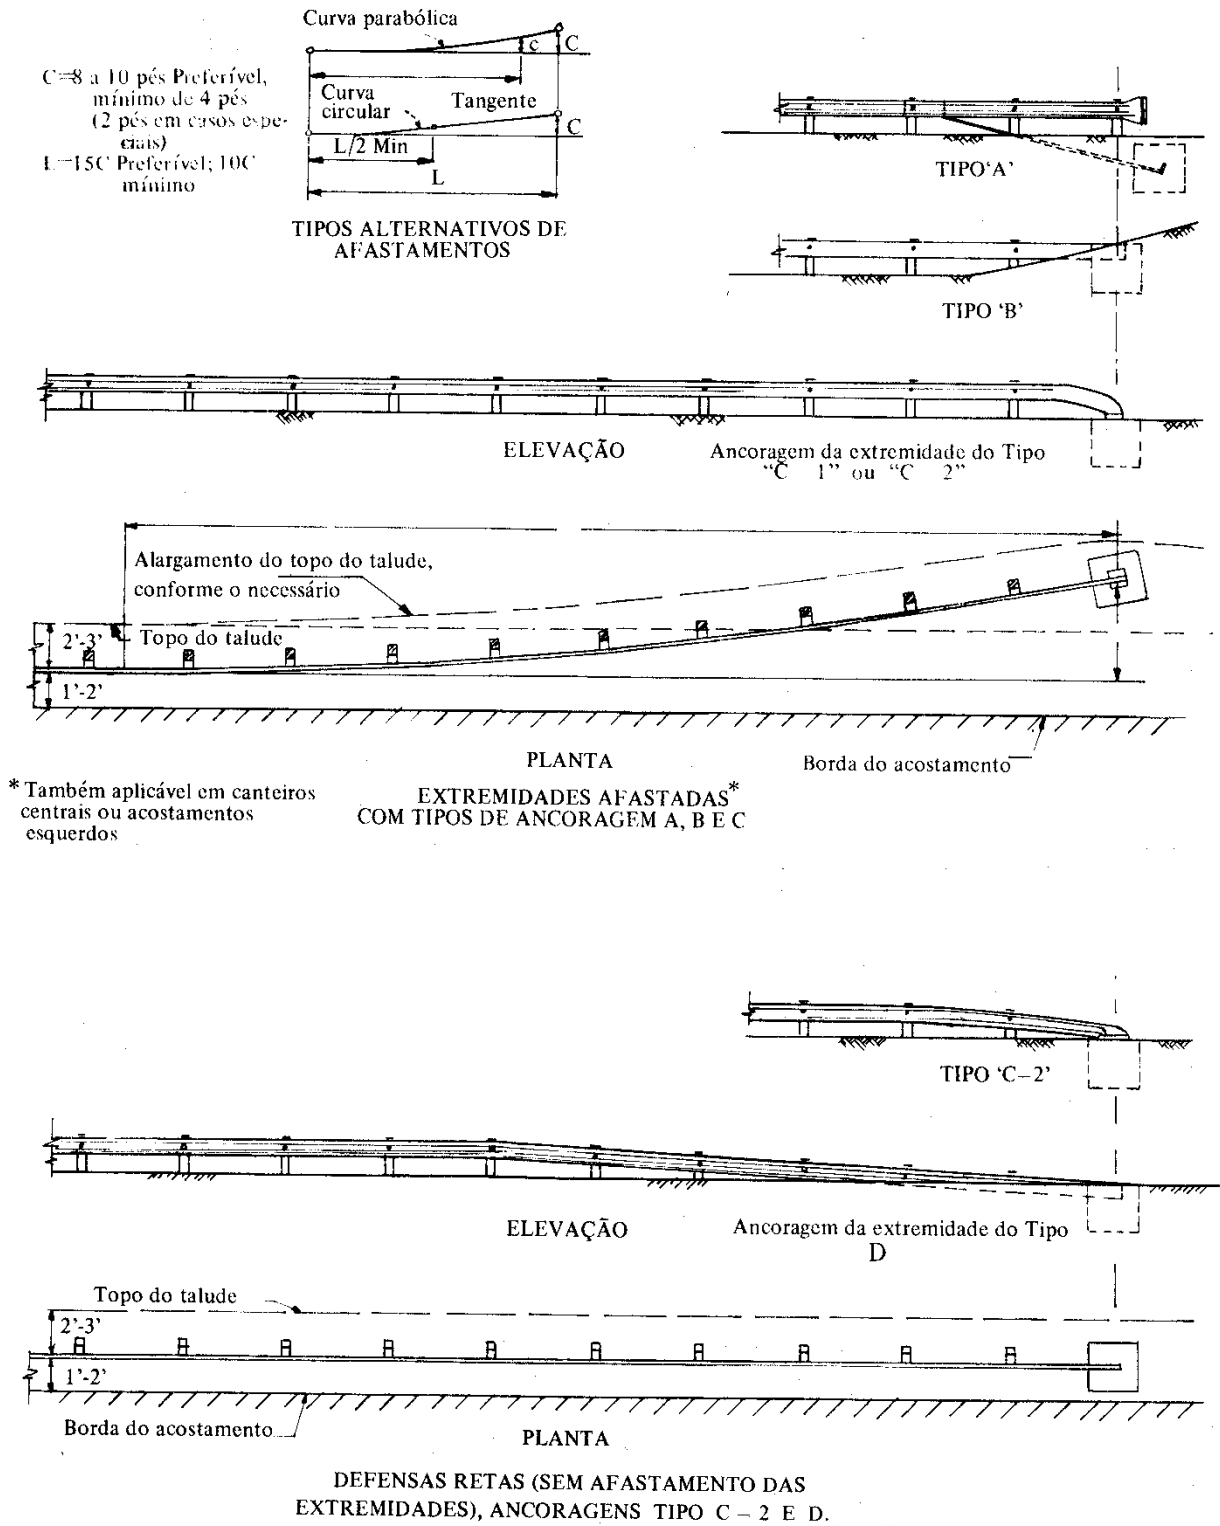 Curva parabólica
c
C
C=8 a 10 pés Preferível,
mínimo de 4 pés
(2 pés em casos espe-
ciais)
L=15C Preferível; 10C
mínimo
Curva
circular
Tangente
C
L/2 Min
L
TIPOS ALTERNATIVOS DE
AFASTAMENTOS
TIPO 'A'
TIPO 'B'
ELEVAÇÃO
Ancoragem da extremidade do Tipo
"C 1" ou "C 2"
Alargamento do topo do talude,
conforme o necessário
2'-3'
Topo do talude
1'-2'
PLANTA
Borda do acostamento
* Também aplicável em canteiros
centrais ou acostamentos
esquerdos
EXTREMIDADES AFASTADAS*
COM TIPOS DE ANCORAGEM A, B E C
TIPO 'C–2'
ELEVAÇÃO
Ancoragem da extremidade do Tipo
D
Topo do talude
2'-3'
1'-2'
Borda do acostamento
PLANTA
DEFENSAS RETAS (SEM AFASTAMENTO DAS
EXTREMIDADES), ANCORAGENS TIPO C – 2 E D.